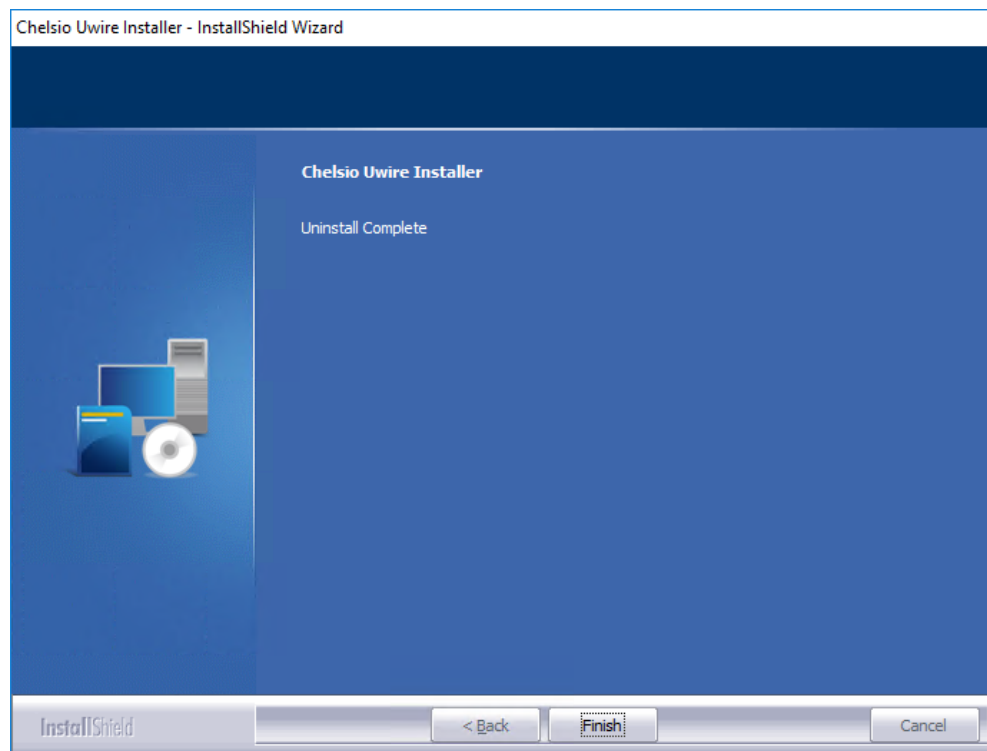 Chelsio Uwire Installer - InstallShield Wizard
Chelsio Uwire Installer
Uninstall Complete
InstallShield
< Back
Finish
Cancel